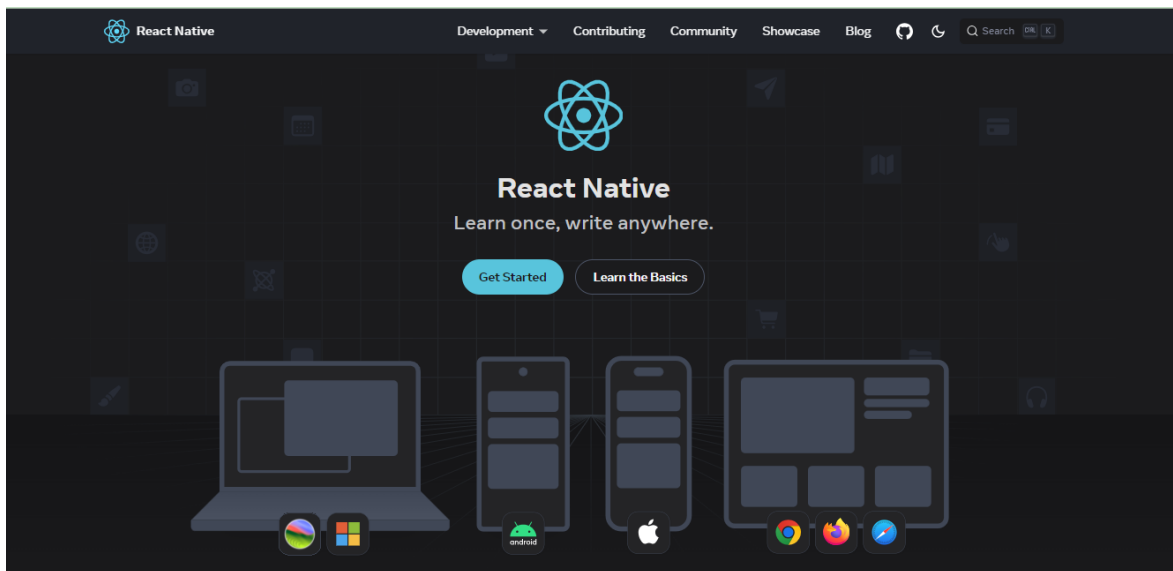 React Native
Development Contributing Community Showcase Blog Search CTRL K
React Native
Learn once, write anywhere.
Get Started Learn the Basics
android